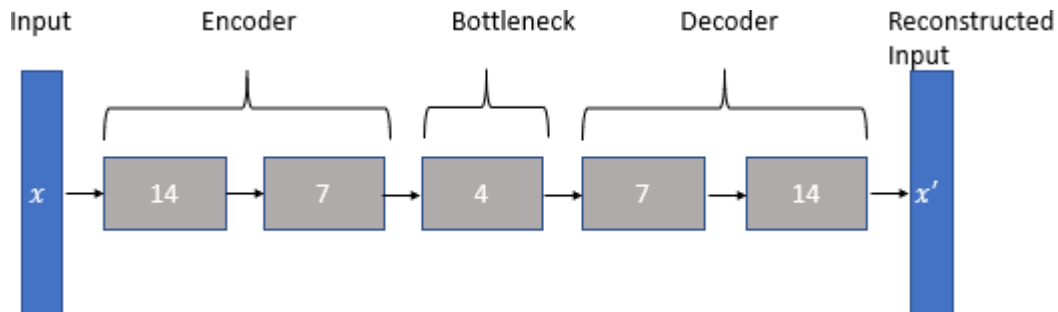 Input
Encoder
Bottleneck
Decoder
Reconstructed
Input
x
14
7
4
7
14
x′